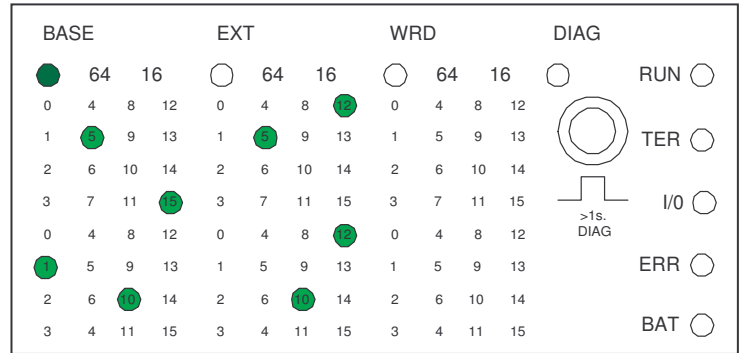 BASE EXT WRD DIAG
64 16 64 16 64 16 RUN
0 4 8 12 0 4 8 12 0 4 8 12
1 5 9 13 1 5 9 13 1 5 9 13 TER
2 6 10 14 2 6 10 14 2 6 10 14
3 7 11 15 3 7 11 15 3 7 11 15 I/0
>1s.
DIAG
0 4 8 12 0 4 8 12 0 4 8 12
1 5 9 13 1 5 9 13 1 5 9 13 ERR
2 6 10 14 2 6 10 14 2 6 10 14
3 4 11 15 3 4 11 15 3 4 11 15 BAT